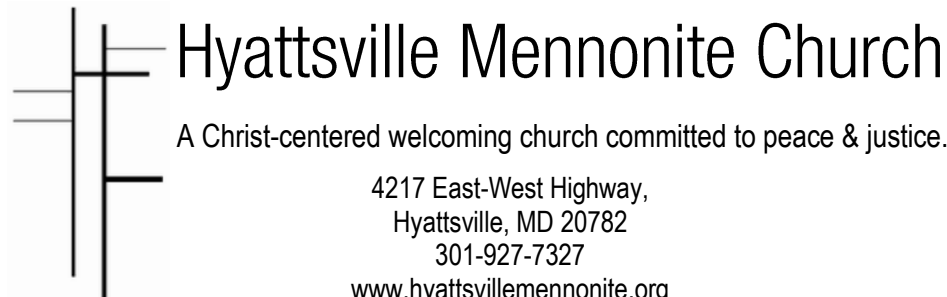 Hyattsville Mennonite Church
A Christ-centered welcoming church committed to peace & justice.
4217 East-West Highway,
Hyattsville, MD 20782
301-927-7327
www.hyattsvillemennonite.org